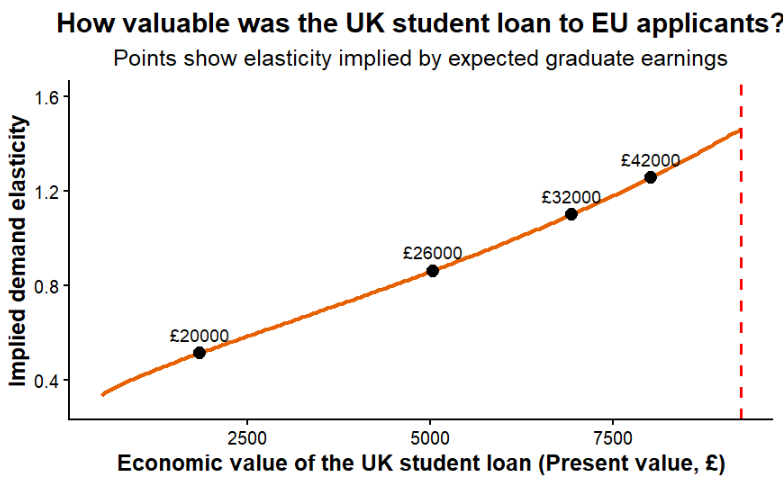 How valuable was the UK student loan to EU applicants?
Points show elasticity implied by expected graduate earnings
Implied demand elasticity
1.6
1.2
0.8
0.4
£20000
£26000
£32000
£42000
2500
5000
7500
Economic value of the UK student loan (Present value, £)